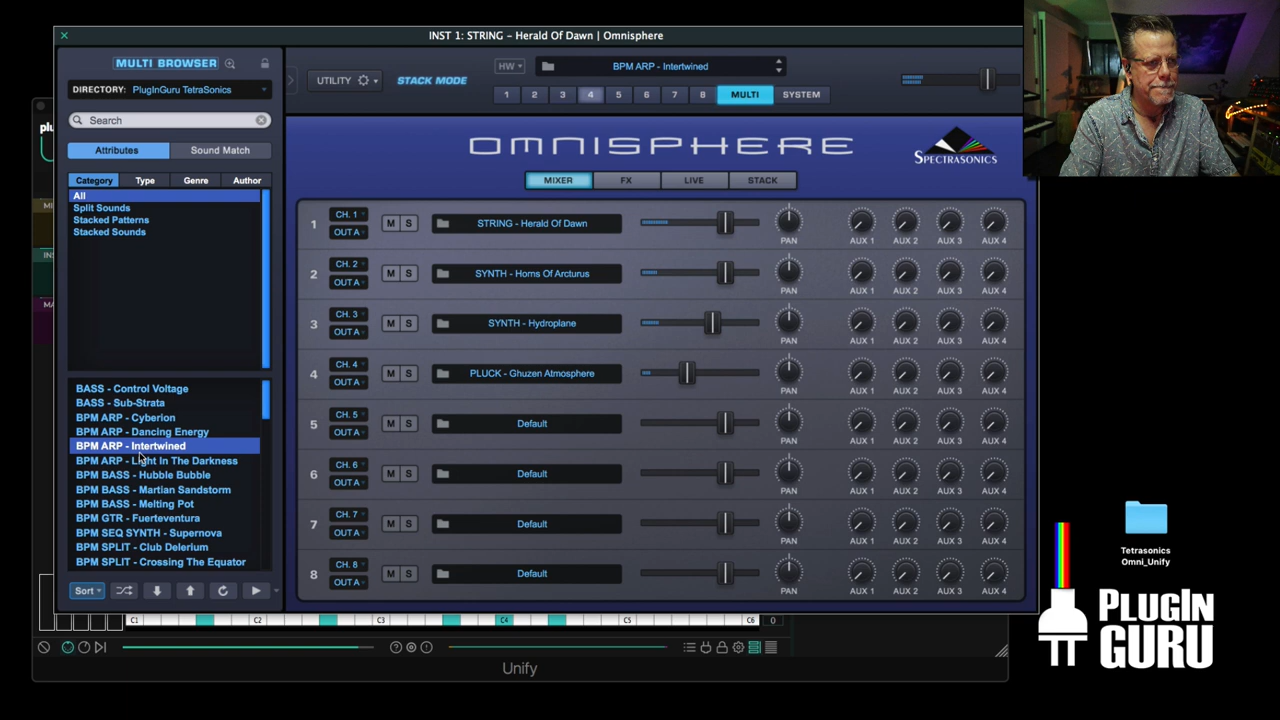 INST 1: STRING – Herald Of Dawn | Omnisphere
MULTI BROWSER
DIRECTORY: PlugInGuru TetraSonics
Search
Attributes Sound Match
Category Type Genre Author
All
Split Sounds
Stacked Patterns
Stacked Sounds
BASS - Control Voltage
BASS - Sub-Strata
BPM ARP - Cyberion
BPM ARP - Dancing Energy
BPM ARP - Intertwined
BPM ARP - Light In The Darkness
BPM BASS - Hubble Bubble
BPM BASS - Martian Sandstorm
BPM BASS - Melting Pot
BPM GTR - Fuerteventura
BPM SEQ SYNTH - Supernova
BPM SPLIT - Club Delerium
BPM SPLIT - Crossing The Equator
Sort
UTILITY STACK MODE HW BPM ARP - Intertwined
1 2 3 4 5 6 7 8 MULTI SYSTEM
OMNISPHERE
SPECTRASONICS
MIXER FX LIVE STACK
1 CH. 1 OUT A M S STRING - Herald Of Dawn PAN AUX 1 AUX 2 AUX 3 AUX 4
2 CH. 2 OUT A M S SYNTH - Horns Of Arcturus PAN AUX 1 AUX 2 AUX 3 AUX 4
3 CH. 3 OUT A M S SYNTH - Hydroplane PAN AUX 1 AUX 2 AUX 3 AUX 4
4 CH. 4 OUT A M S PLUCK - Ghuzen Atmosphere PAN AUX 1 AUX 2 AUX 3 AUX 4
5 CH. 5 OUT A M S Default PAN AUX 1 AUX 2 AUX 3 AUX 4
6 CH. 6 OUT A M S Default PAN AUX 1 AUX 2 AUX 3 AUX 4
7 CH. 7 OUT A M S Default PAN AUX 1 AUX 2 AUX 3 AUX 4
8 CH. 8 OUT A M S Default PAN AUX 1 AUX 2 AUX 3 AUX 4
C1 C2 C3 C4 C5 C6 0
Unify
Tetrasonics
Omni_Unify
PLUGIN
GURU